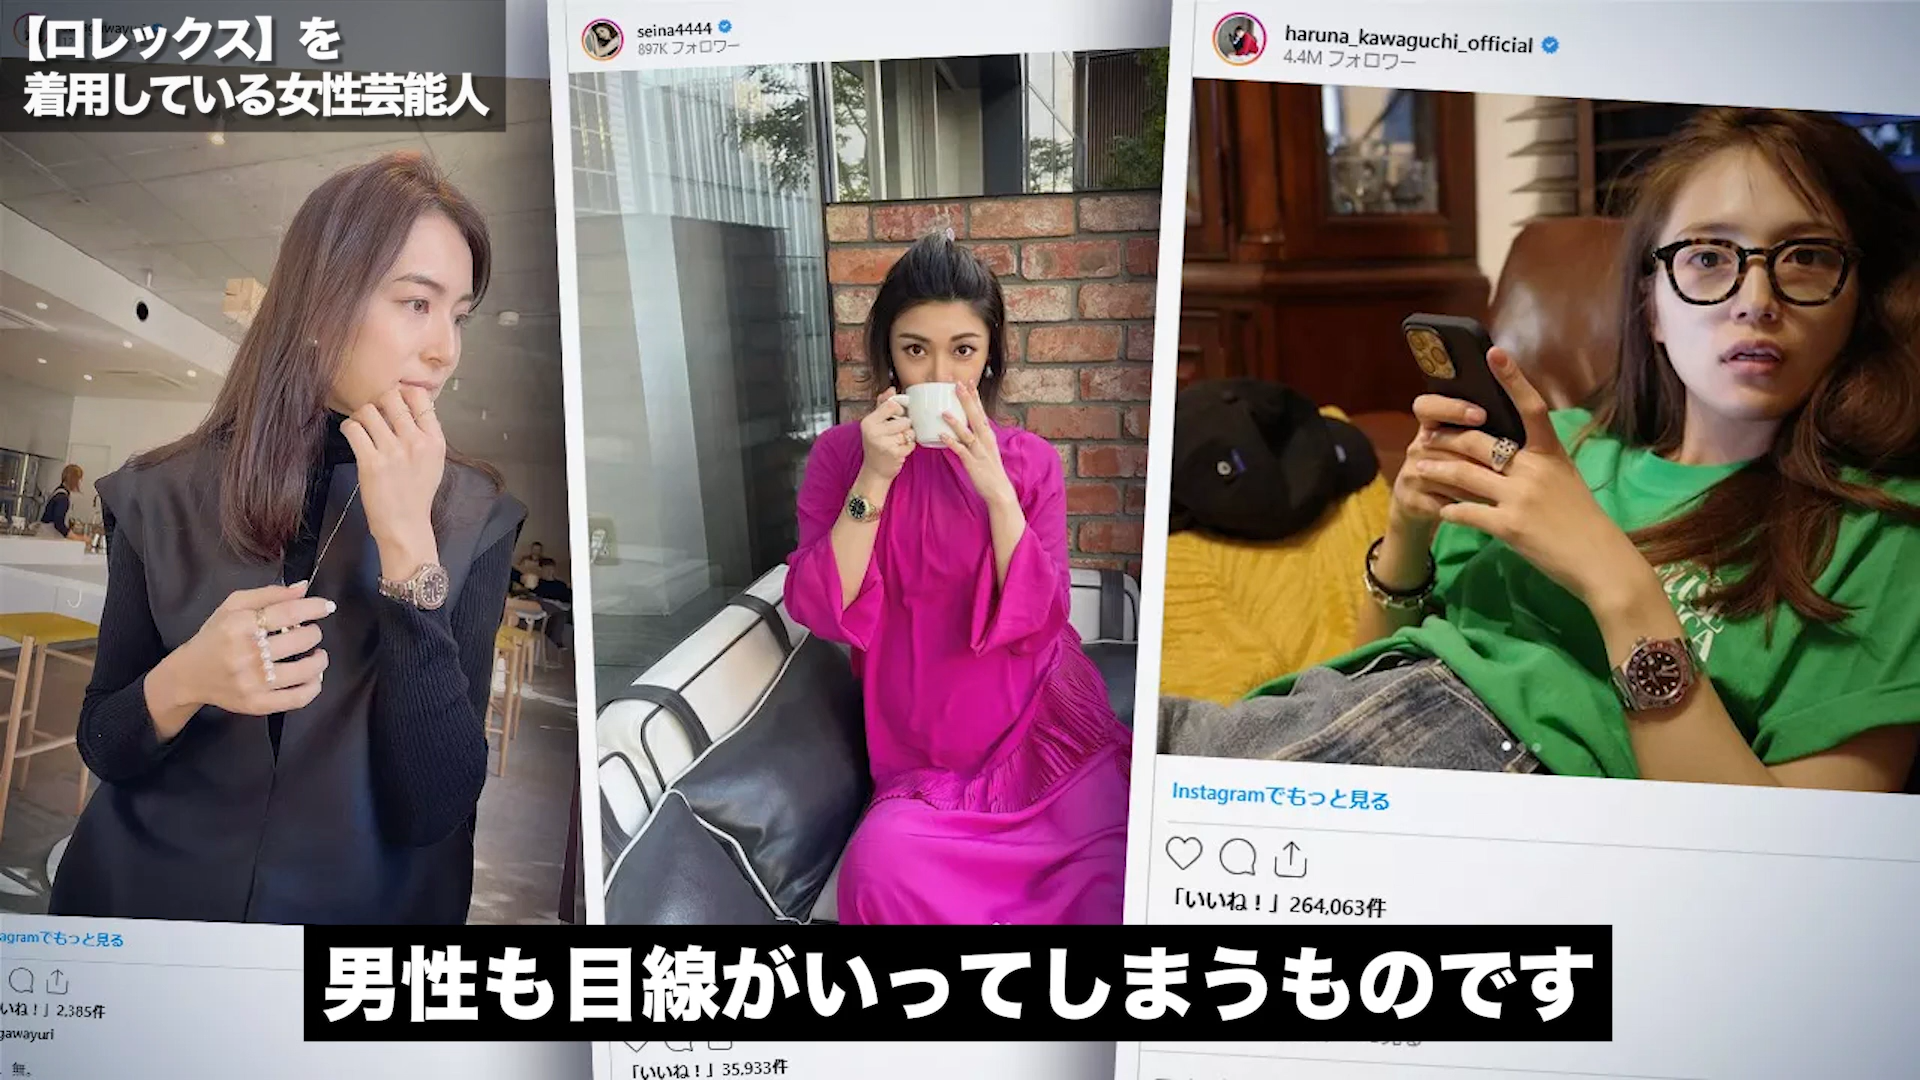 【ロレックス】を
着用している女性芸能人
seina4444
897K フォロワー
haruna_kawaguchi_official
4.4M フォロワー
Instagramでもっと見る
「いいね！」264,063件
agramでもっと見る
いね！」2,385件
gawayuri
無。
男性も目線がいってしまうものです
「いいね！」35,933件